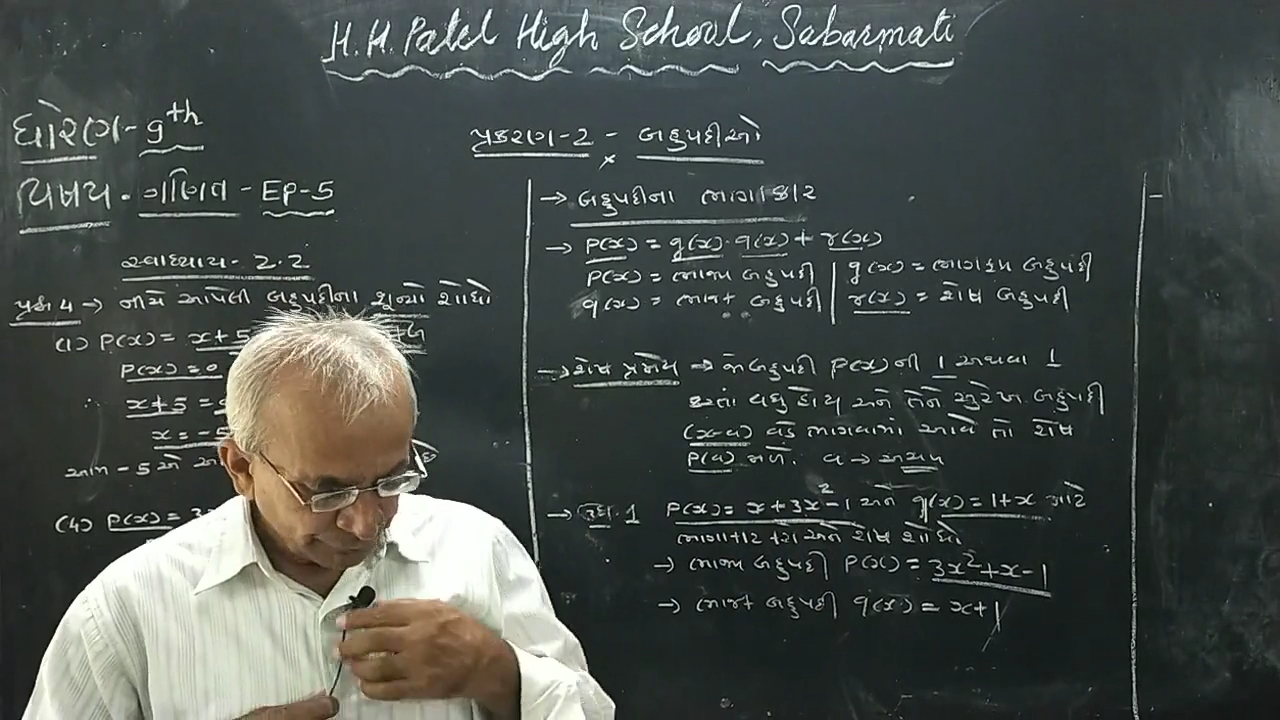 H.H. Patel High School, Sabarmati
ધોરણ - 9th
વિષય - ગણિત - Ep-5
સ્વાધ્યાય - 2.2
પ્રશ્ન 4 → નીચે આપેલી બહુપદીના શૂન્યો શોધો
(1) P(x) = x+5
P(x) = 0
∴ x+5 =
x = -5
આમ -5 એ
(4) P(x) = 3x
પ્રકરણ-2 - બહુપદીઓ
→ બહુપદીના ભાગાકાર
→ P(x) = g(x)·q(x) + r(x)
P(x) = ભાજ્ય બહુપદી | g(x) = ભાગફળ બહુપદી
q(x) = ભાજક બહુપદી | r(x) = શેષ બહુપદી
→ શેષ પ્રમેય → જો બહુપદી P(x) ની 1 અથવા 1
કરતાં વધુ હોય અને તેને સુરેખ બહુપદી
(x-a) વડે ભાગવામાં આવે તો શેષ
P(a) મળે. a → અચળ
→ ઉદા. 1 P(x) = x+3x²-1 અને g(x) = 1+x માટે
ભાગાકાર કરો અને શેષ શોધો
→ ભાજ્ય બહુપદી P(x) = 3x²+x-1
→ ભાજક બહુપદી q(x) = x+1